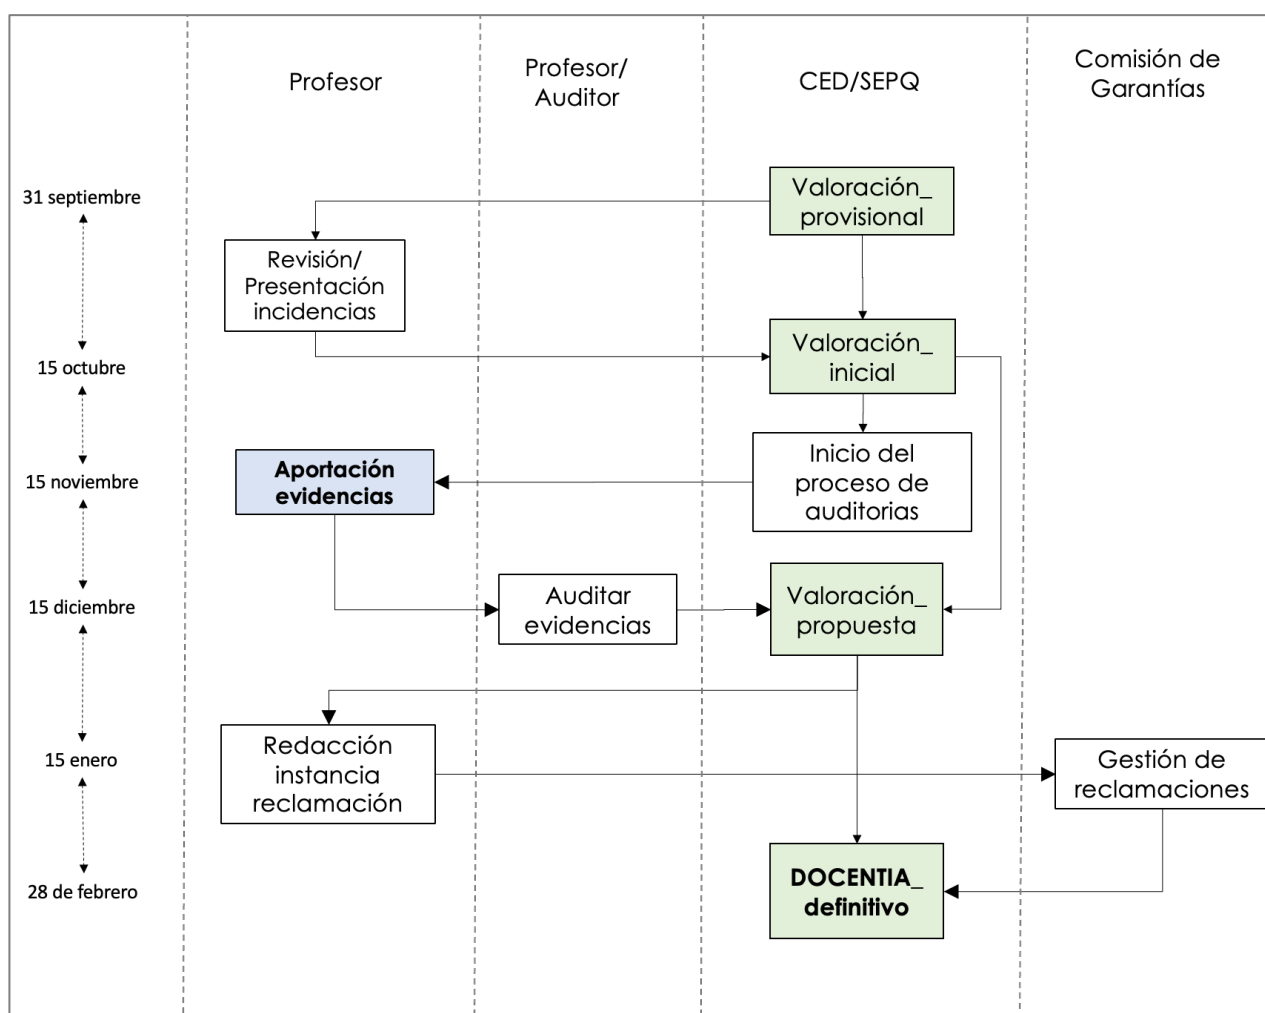 Profesor
Profesor/
Auditor
CED/SEPQ
Comisión de
Garantías
31 septiembre
Valoración_
provisional
Revisión/
Presentación
incidencias
15 octubre
Valoración_
inicial
15 noviembre
Aportación
evidencias
Inicio del
proceso de
auditorias
15 diciembre
Auditar
evidencias
Valoración_
propuesta
15 enero
Redacción
instancia
reclamación
Gestión de
reclamaciones
28 de febrero
DOCENTIA_
definitivo